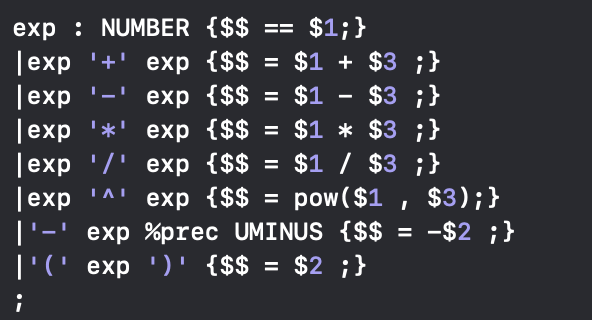 exp : NUMBER {$$ == $1;}
|exp '+' exp {$$ = $1 + $3 ;}
|exp '-' exp {$$ = $1 - $3 ;}
|exp '*' exp {$$ = $1 * $3 ;}
|exp '/' exp {$$ = $1 / $3 ;}
|exp '^' exp {$$ = pow($1 , $3);}
|'-' exp %prec UMINUS {$$ = -$2 ;}
|'(' exp ')' {$$ = $2 ;}
;